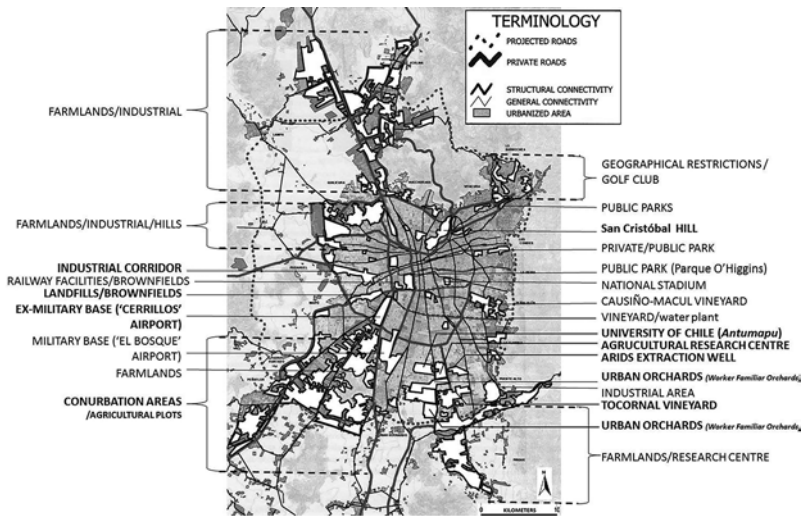 TERMINOLOGY
PROJECTED ROADS
PRIVATE ROADS
STRUCTURAL CONNECTIVITY
GENERAL CONNECTIVITY
URBANIZED AREA
FARMLANDS/INDUSTRIAL
FARMLANDS/INDUSTRIAL/HILLS
INDUSTRIAL CORRIDOR
RAILWAY FACILITIES/BROWNFIELDS
LANDFILLS/BROWNFIELDS
EX-MILITARY BASE ('CERRILLOS'
AIRPORT)
MILITARY BASE ('EL BOSQUE'
AIRPORT)
FARMLANDS
CONURBATION AREAS
/AGRICULTURAL PLOTS
GEOGRAPHICAL RESTRICTIONS/
GOLF CLUB
PUBLIC PARKS
San Cristóbal HILL
PRIVATE/PUBLIC PARK
PUBLIC PARK (Parque O'Higgins)
NATIONAL STADIUM
CAUSIÑO-MACUL VINEYARD
VINEYARD/water plant
UNIVERSITY OF CHILE (Antumapu)
AGRUCULTURAL RESEARCH CENTRE
ARIDS EXTRACTION WELL
URBAN ORCHARDS (Worker Familiar Orchards)
INDUSTRIAL AREA
TOCORNAL VINEYARD
URBAN ORCHARDS (Worker Familiar Orchards)
FARMLANDS/RESEARCH CENTRE
0 KILOMETERS 10